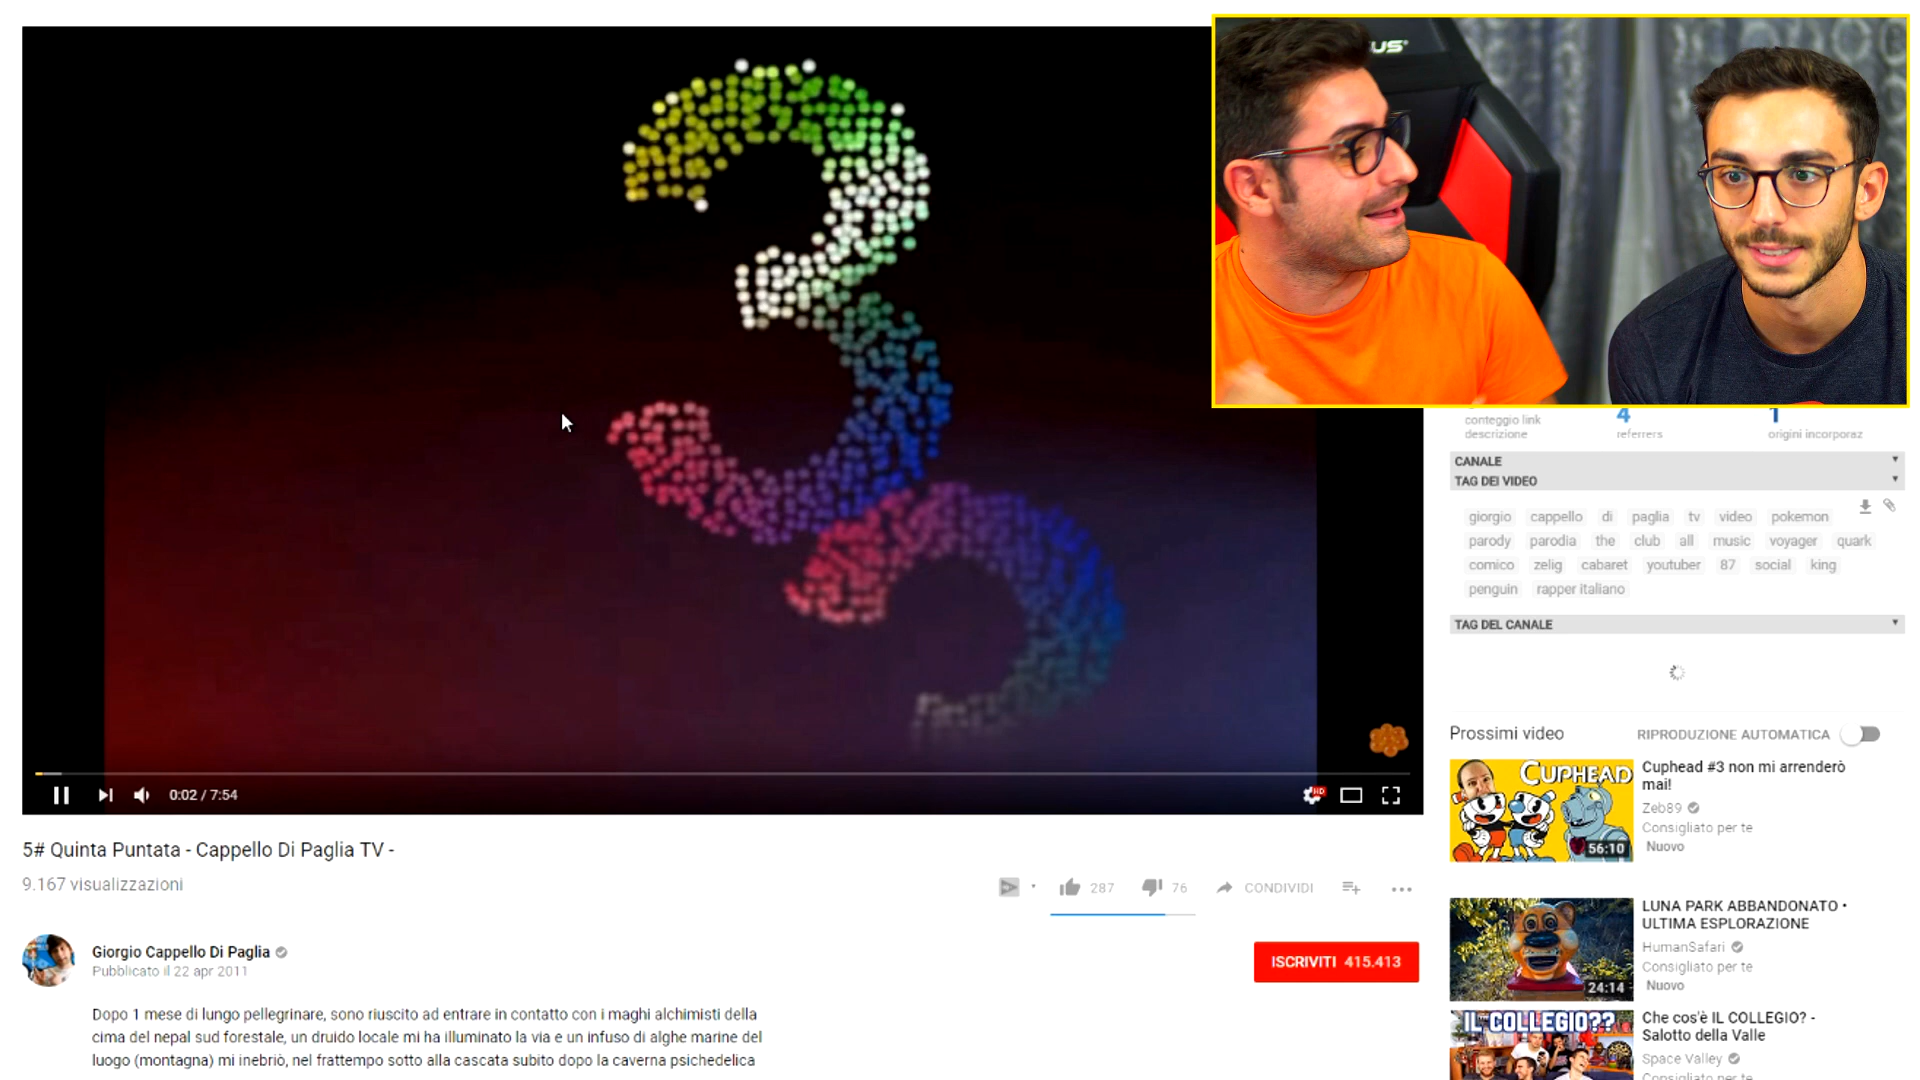 US
3
0:02 / 7:54
HD
5# Quinta Puntata - Cappello Di Paglia TV -
9.167 visualizzazioni
287
76
CONDIVIDI
Giorgio Cappello Di Paglia
Pubblicato il 22 apr 2011
ISCRIVITI 415.413
Dopo 1 mese di lungo pellegrinare, sono riuscito ad entrare in contatto con i maghi alchimisti della
cima del nepal sud forestale, un druido locale mi ha illuminato la via e un infuso di alghe marine del
luogo (montagna) mi inebriò, nel frattempo sotto alla cascata subito dopo la caverna psichedelica
4
1
conteggio link
descrizione
referrers
origini incorporaz
CANALE
TAG DEI VIDEO
giorgio cappello di paglia tv video pokemon
parody parodia the club all music voyager quark
comico zelig cabaret youtuber 87 social king
penguin rapper italiano
TAG DEL CANALE
Prossimi video
RIPRODUZIONE AUTOMATICA
CUPHEAD
56:10
Cuphead #3 non mi arrenderò
mai!
Zeb89
Consigliato per te
Nuovo
24:14
LUNA PARK ABBANDONATO •
ULTIMA ESPLORAZIONE
HumanSafari
Consigliato per te
Nuovo
IL COLLEGIO??
Che cos'è IL COLLEGIO? -
Salotto della Valle
Space Valley
Consigliato per te